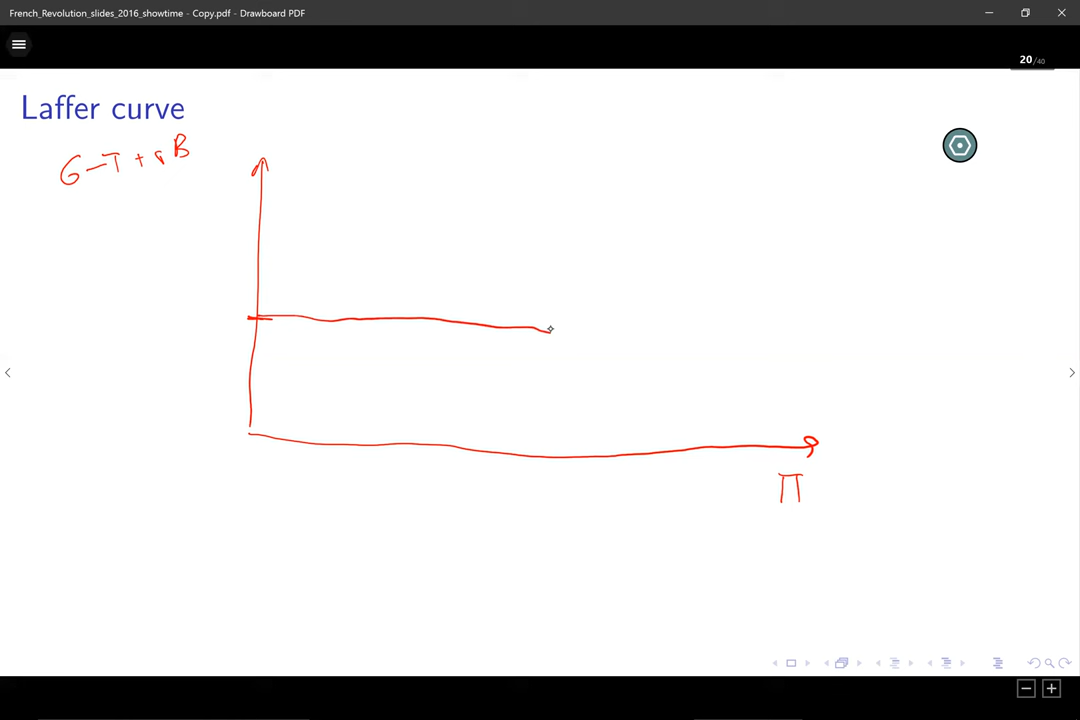 French_Revolution_slides_2016_showtime - Copy.pdf - Drawboard PDF
20/40
Laffer curve
G-T+rB
Π